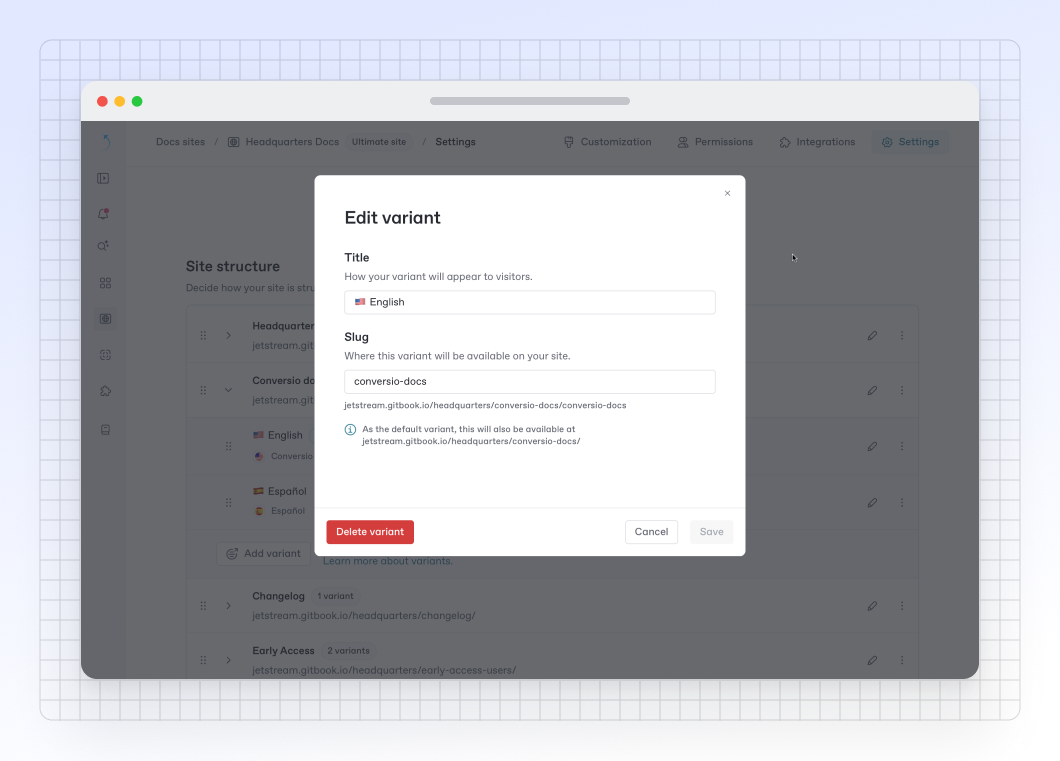 Docs sites / Headquarters Docs Ultimate site / Settings Customization Permissions Integrations Settings
Edit variant
Site structure
Decide how your site is stru
Title
How your variant will appear to visitors.
English
Slug
Where this variant will be available on your site.
conversio-docs
jetstream.gitbook.io/headquarters/conversio-docs/conversio-docs
As the default variant, this will also be available at
jetstream.gitbook.io/headquarters/conversio-docs/
Delete variant Cancel Save
Headquarter
jetstream.git
Conversio do
jetstream.git
English
Conversio
Español
Español
Add variant
Learn more about variants.
Changelog 1 variant
jetstream.gitbook.io/headquarters/changelog/
Early Access 2 variants
jetstream.gitbook.io/headquarters/early-access-users/